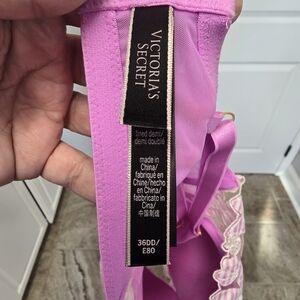 VICTORIA'S
SECRET
lined demi/
demi doublé
made in
China/
fabriqué en
Chine/hecho
en China/
fabbricato in
Cina/
中国制造
36DD/
E80